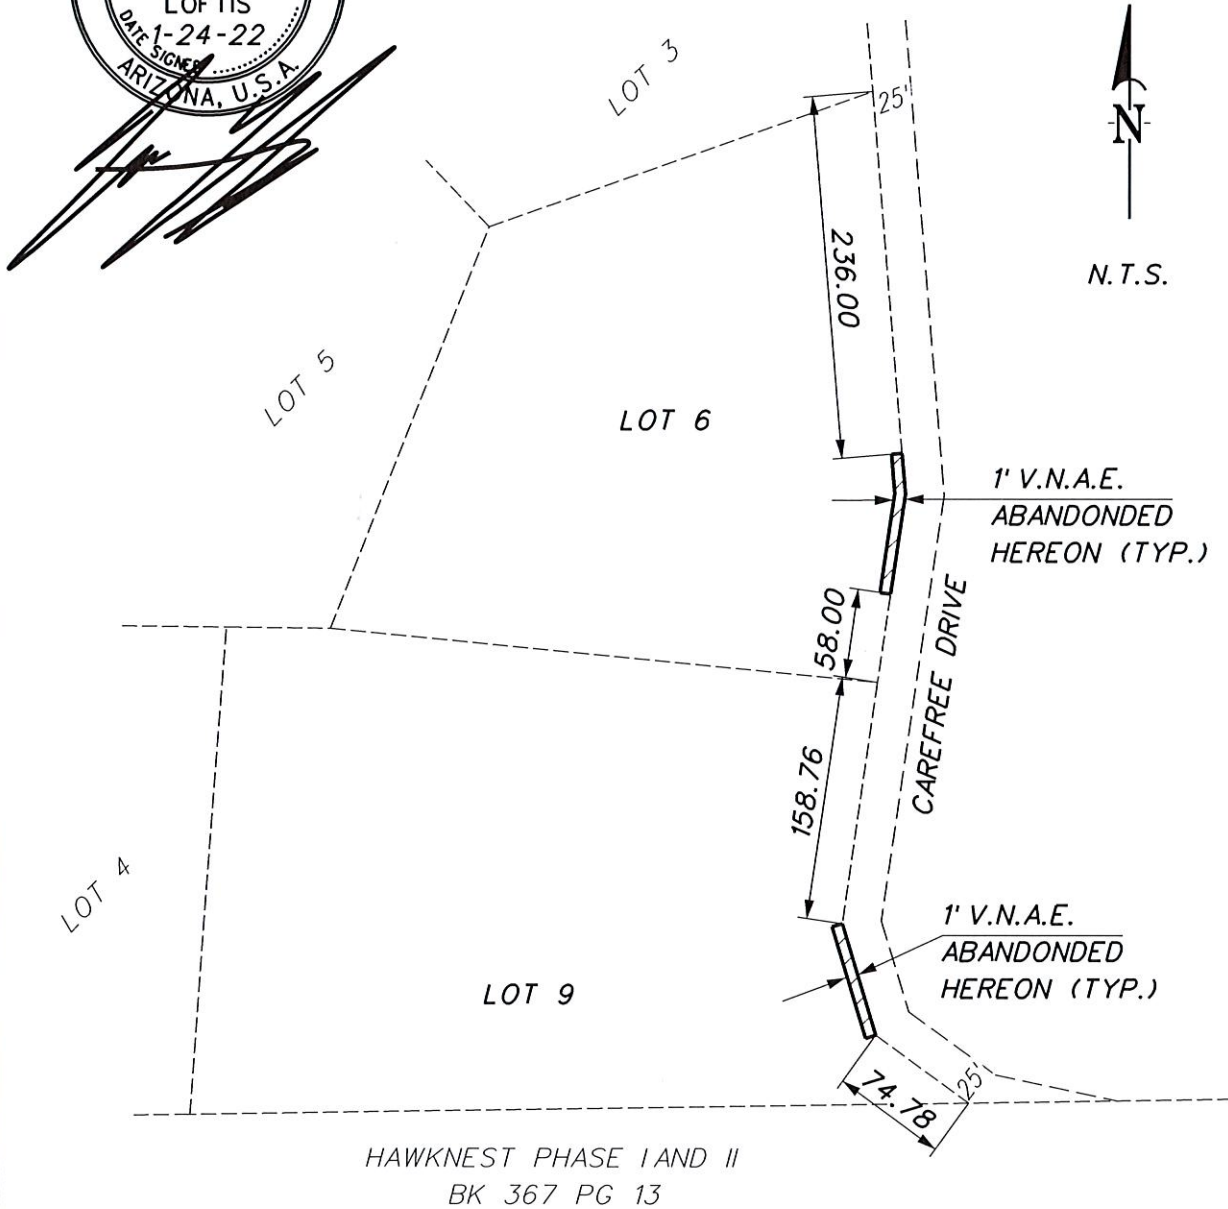 LOFTIS
1-24-22
DATE SIGNED
ARIZONA, U.S.A.
LOT 3
25'
N
236.00
N.T.S.
LOT 5
LOT 6
1' V.N.A.E.
ABANDONDED
HEREON (TYP.)
58.00
CAREFREE DRIVE
158.76
LOT 4
1' V.N.A.E.
ABANDONDED
HEREON (TYP.)
LOT 9
25'
74.78
HAWKNEST PHASE I AND II
BK 367 PG 13